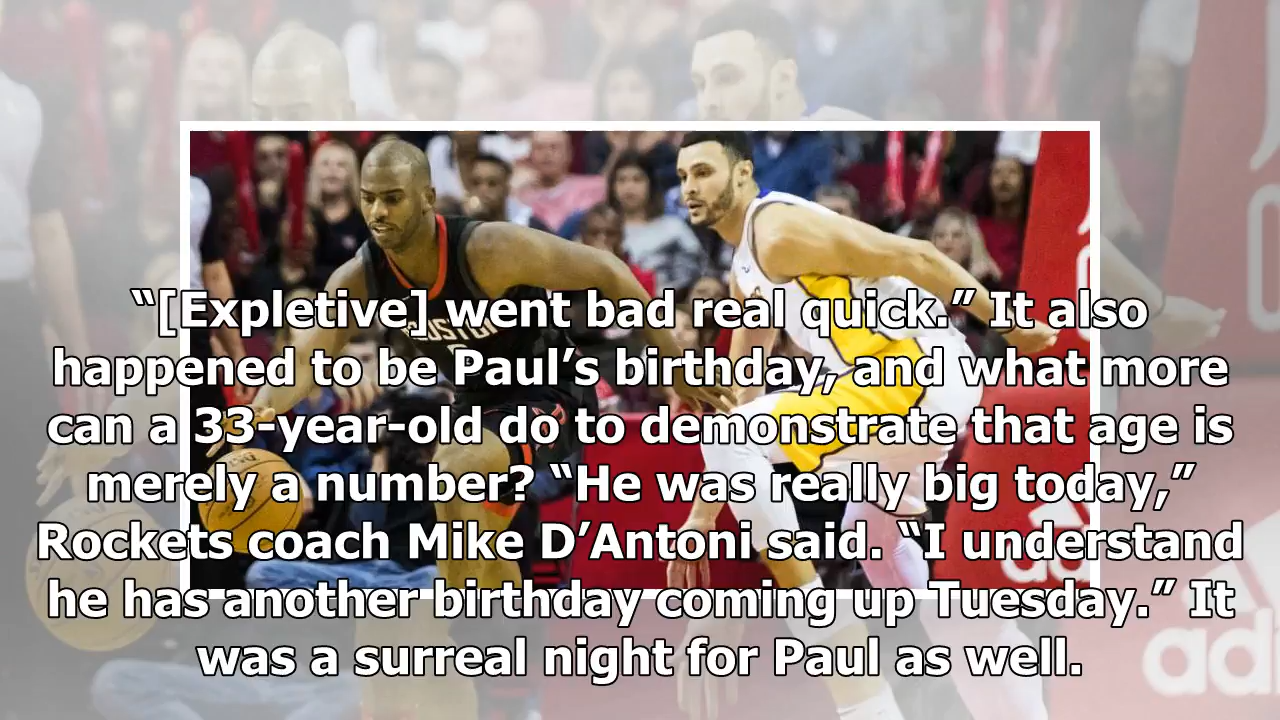 “[Expletive] went bad real quick.” It also
happened to be Paul’s birthday, and what more
can a 33-year-old do to demonstrate that age is
merely a number? “He was really big today,”
Rockets coach Mike D’Antoni said. “I understand
he has another birthday coming up Tuesday.” It
was a surreal night for Paul as well.